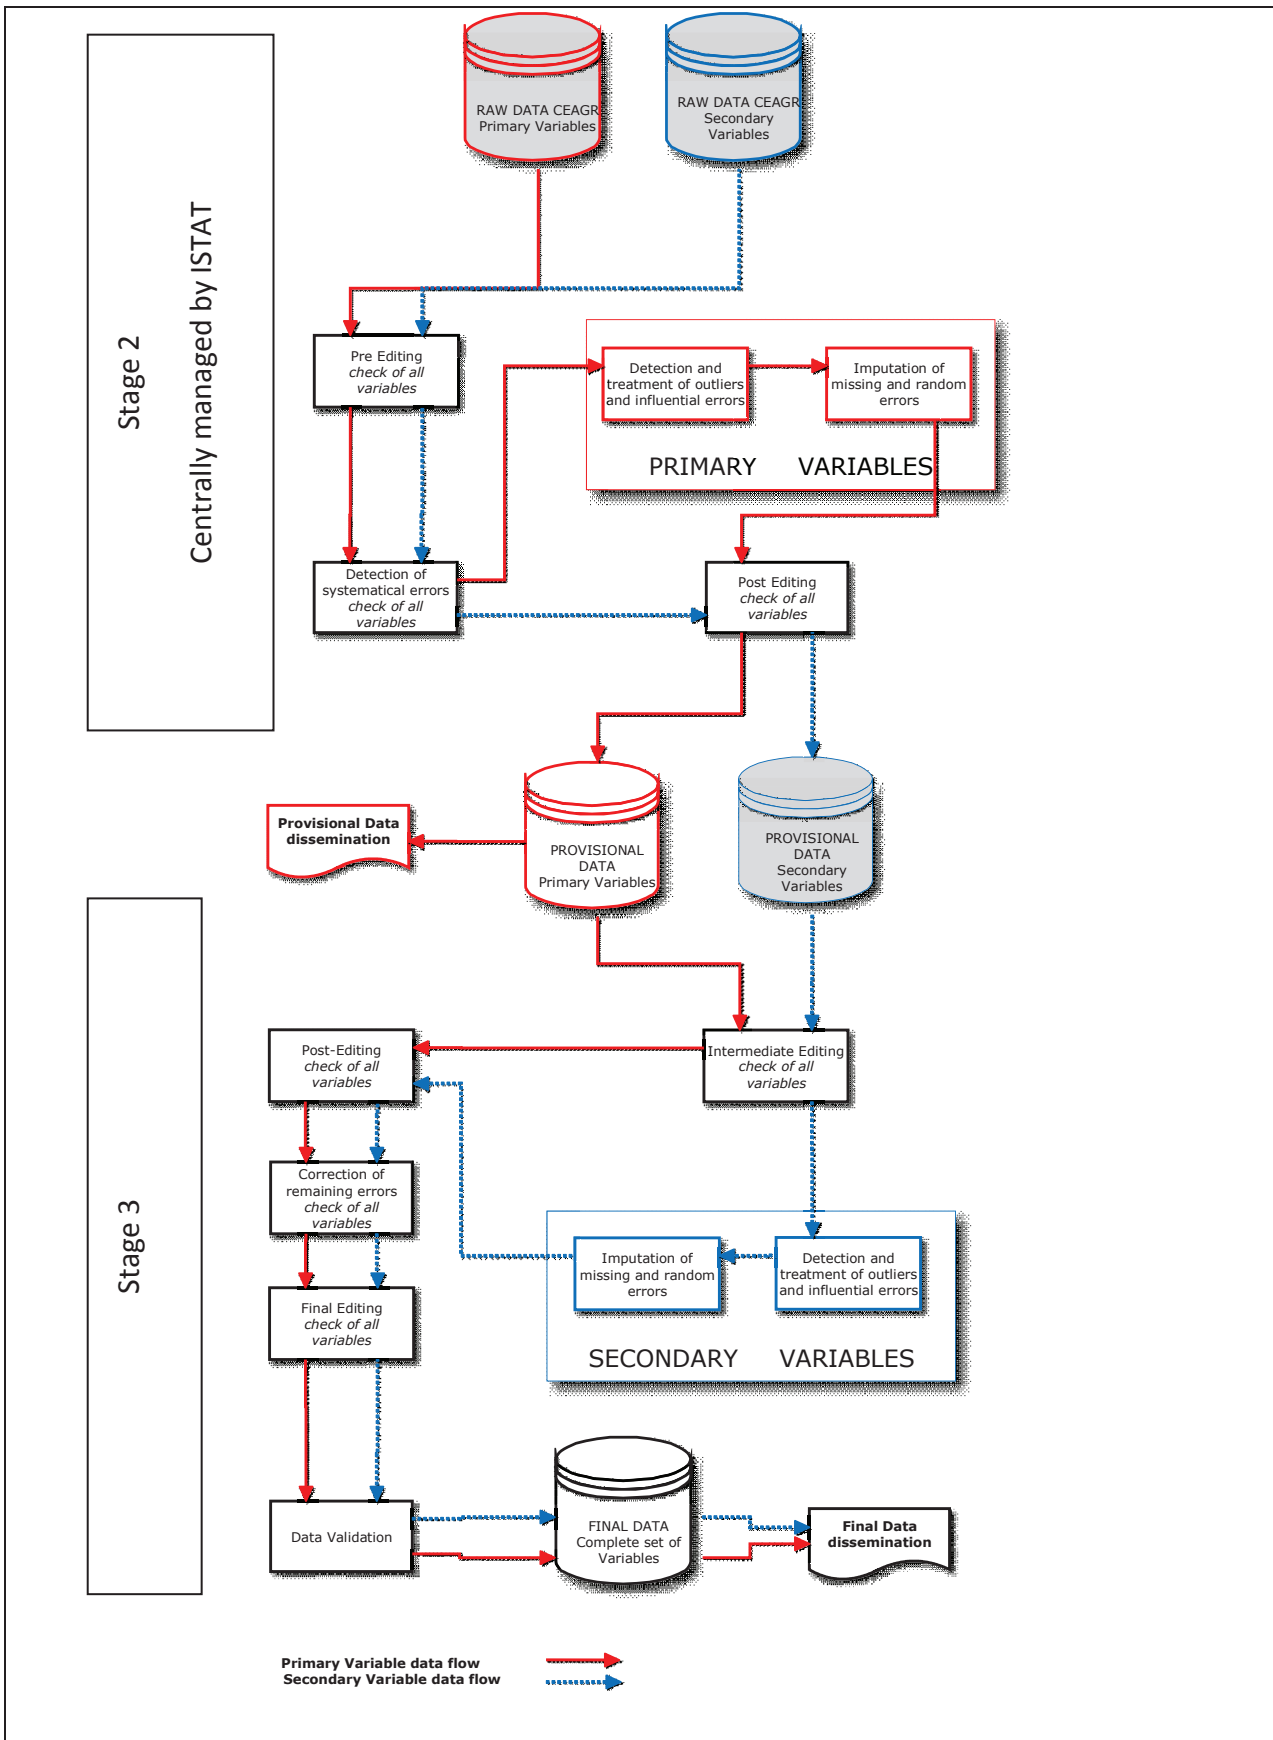 RAW DATA CEAGR
Primary Variables
RAW DATA CEAGR
Secondary
Variables
Stage 2
Centrally managed by ISTAT
Pre Editing
check of all
variables
Detection and
treatment of outliers
and influential errors
Imputation of
missing and random
errors
PRIMARY VARIABLES
Detection of
systematical errors
check of all
variables
Post Editing
check of all
variables
Provisional Data
dissemination
PROVISIONAL
DATA
Primary Variables
PROVISIONAL
DATA
Secondary
Variables
Stage 3
Post-Editing
check of all
variables
Intermediate Editing
check of all
variables
Correction of
remaining errors
check of all
variables
Imputation of
missing and random
errors
Detection and
treatment of outliers
and influential errors
SECONDARY VARIABLES
Final Editing
check of all
variables
Data Validation
FINAL DATA
Complete set of
Variables
Final Data
dissemination
Primary Variable data flow
Secondary Variable data flow